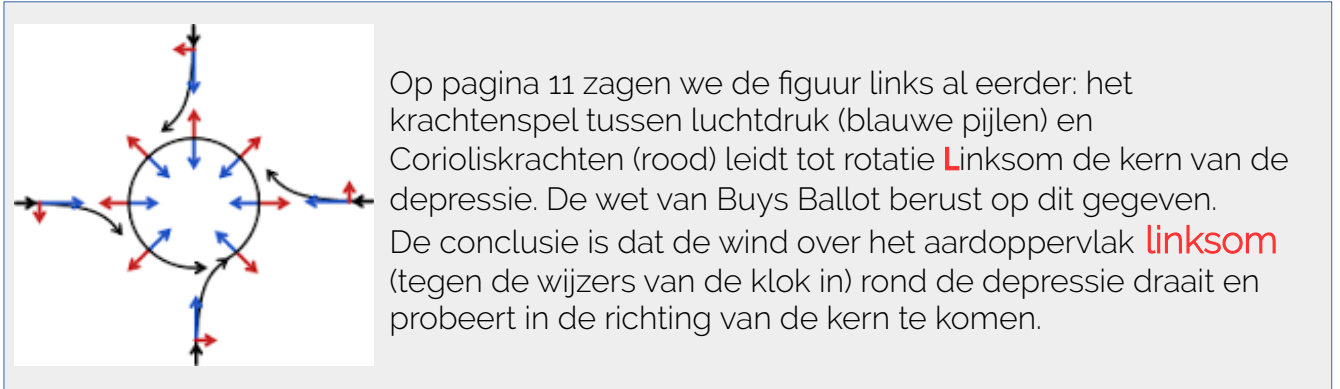 Op pagina 11 zagen we de figuur links al eerder: het
krachtenspel tussen luchtdruk (blauwe pijlen) en
Corioliskrachten (rood) leidt tot rotatie Linksom de kern van de
depressie. De wet van Buys Ballot berust op dit gegeven.
De conclusie is dat de wind over het aardoppervlak linksom
(tegen de wijzers van de klok in) rond de depressie draait en
probeert in de richting van de kern te komen.